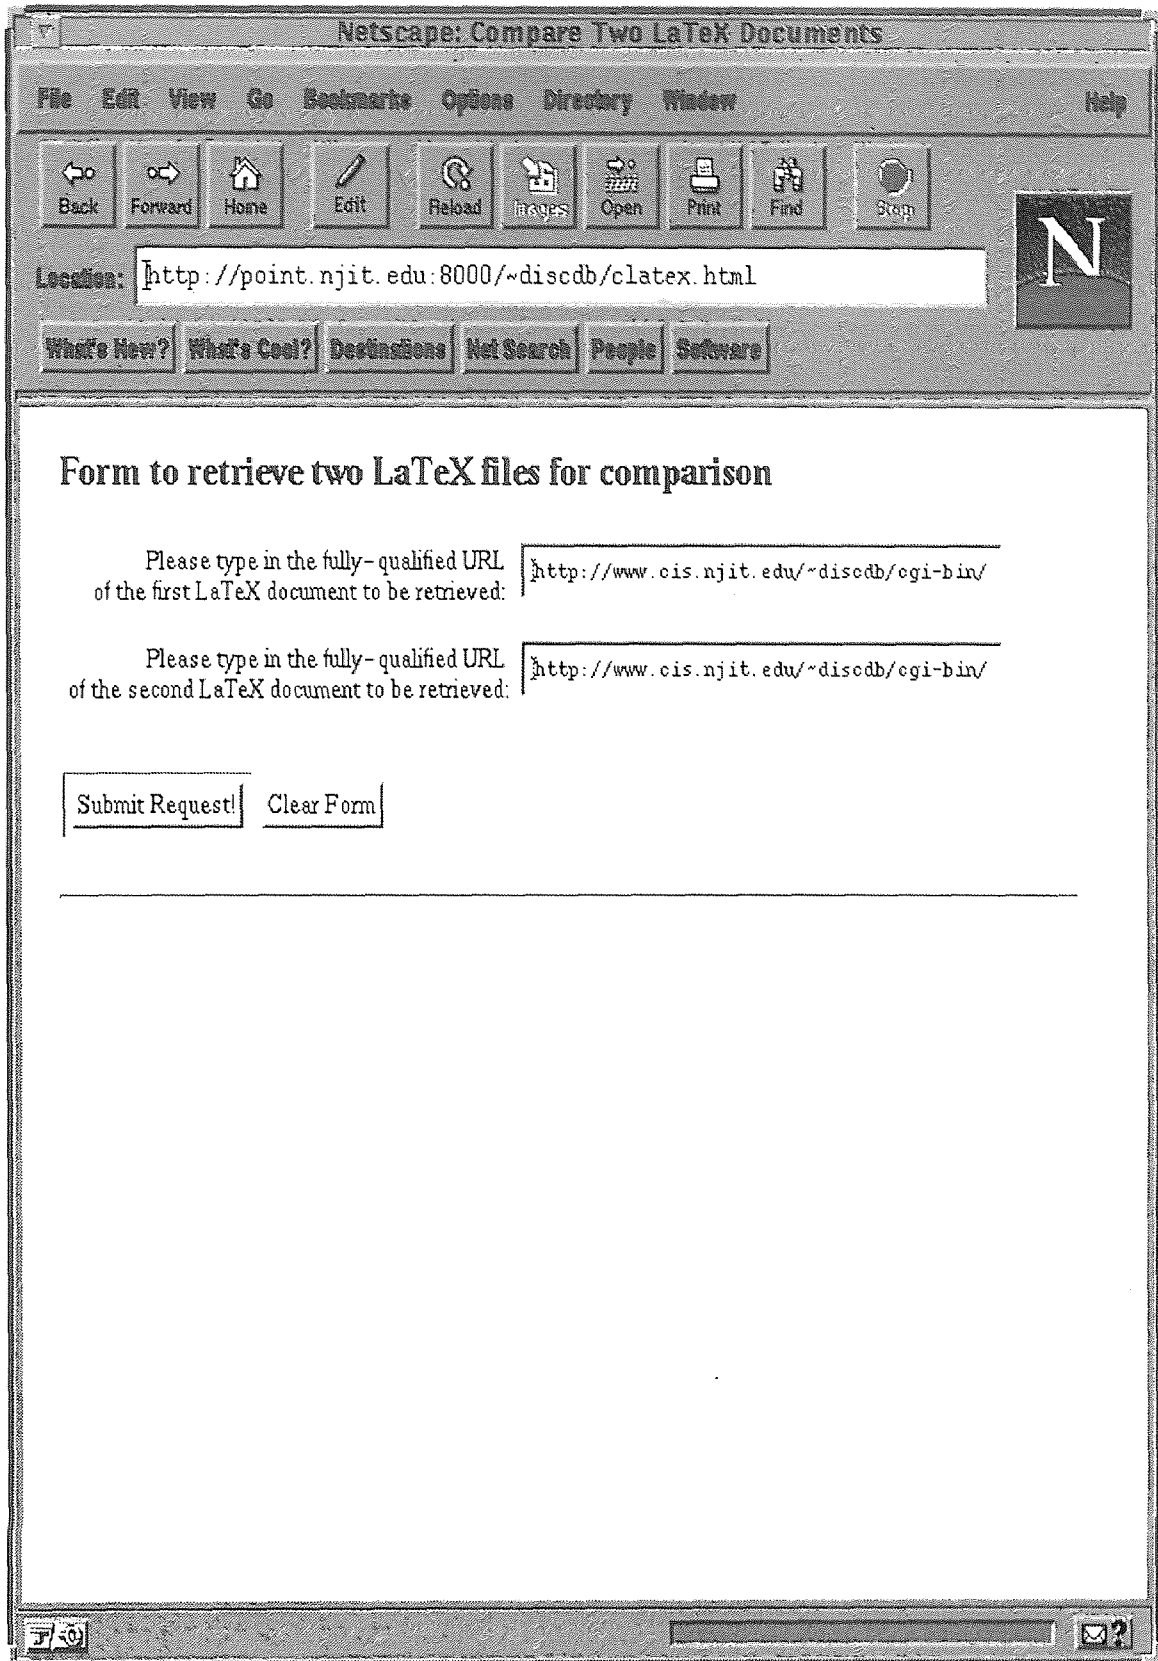 Netscape: Compare Two LaTeX Documents
File Edit View Go Bookmarks Options Directory Window Help
Back Forward Home Edit Reload Images Open Print Find Stop
N
Location: http://point.njit.edu:8000/~discdb/clatex.html
What's New? What's Cool? Destinations Net Search People Software
Form to retrieve two LaTeX files for comparison
Please type in the fully-qualified URL
of the first LaTeX document to be retrieved: http://www.cis.njit.edu/~discdb/cgi-bin/
Please type in the fully-qualified URL
of the second LaTeX document to be retrieved: http://www.cis.njit.edu/~discdb/cgi-bin/
Submit Request! Clear Form
?